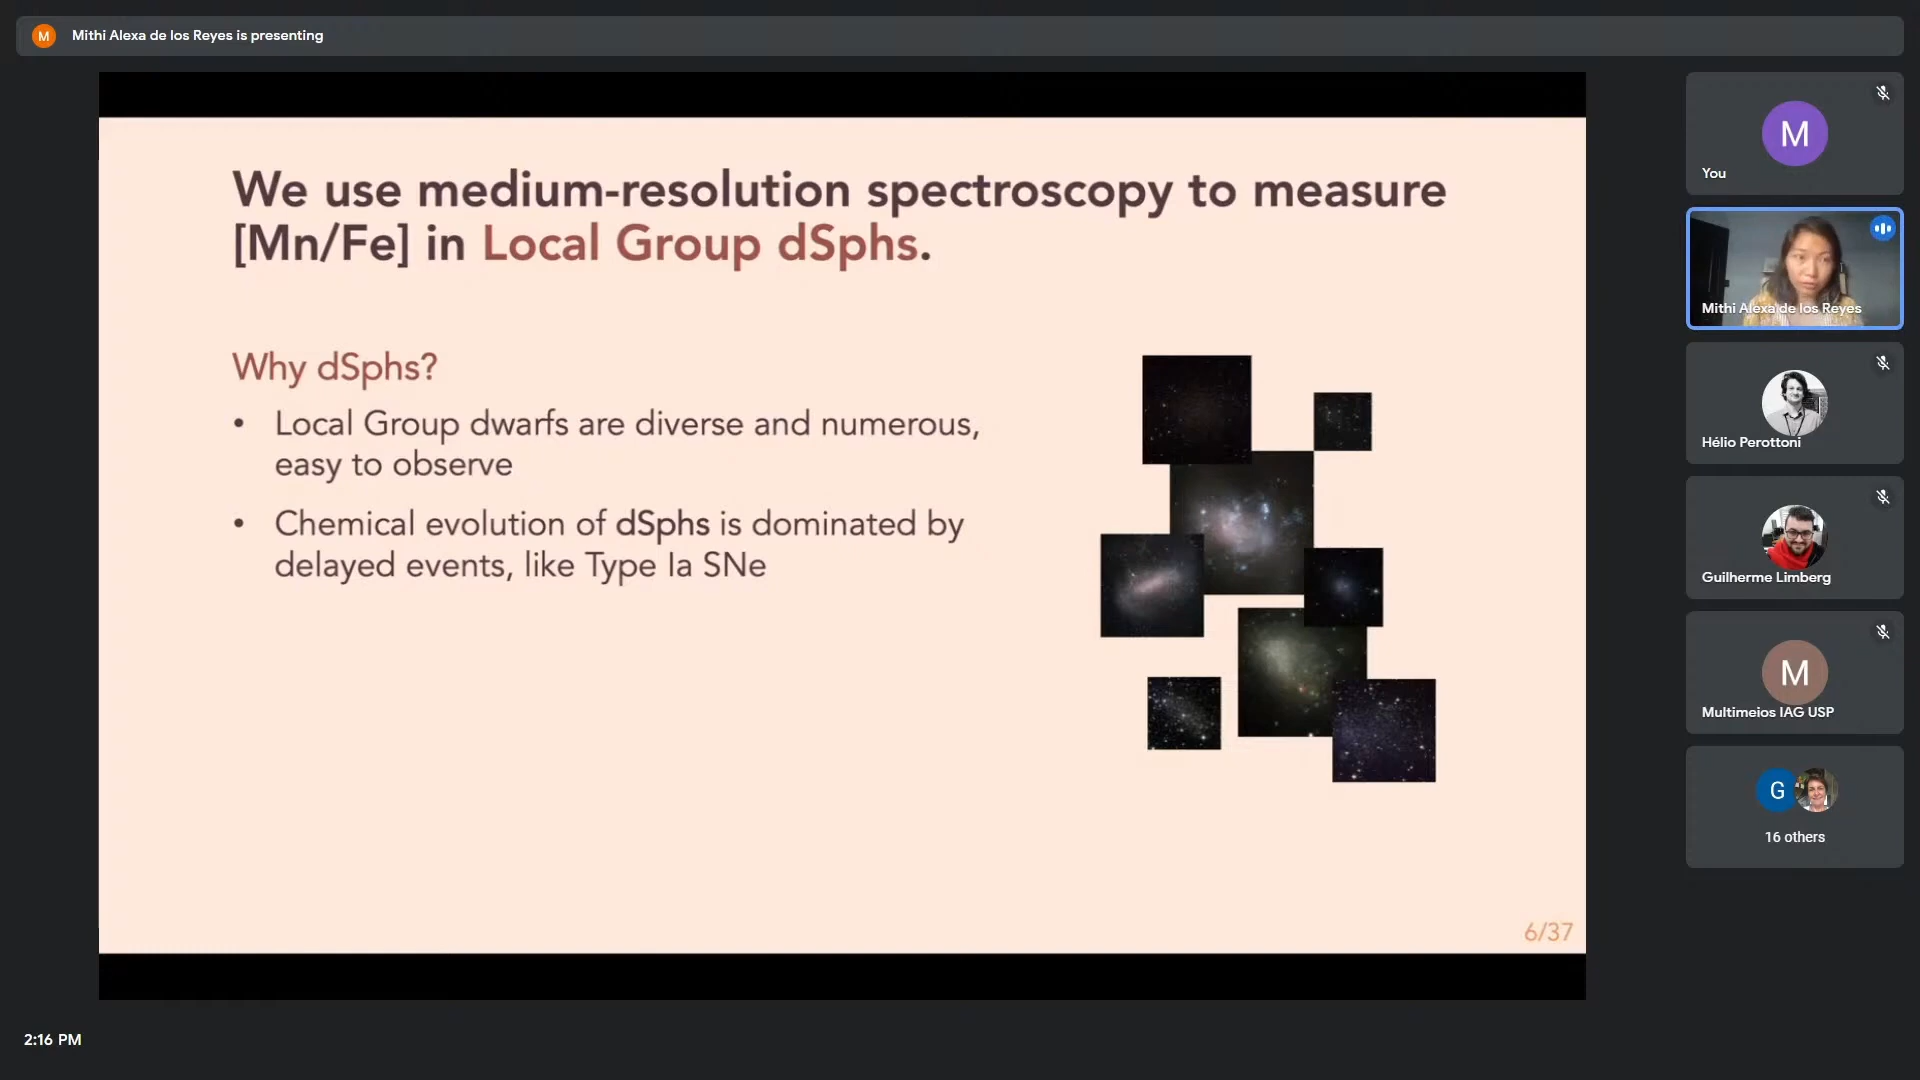 M
Mithi Alexa de los Reyes is presenting
We use medium-resolution spectroscopy to measure
[Mn/Fe] in Local Group dSphs.
Why dSphs?
• Local Group dwarfs are diverse and numerous,
easy to observe
• Chemical evolution of dSphs is dominated by
delayed events, like Type Ia SNe
6/37
M
You
Mithi Alexa de los Reyes
Hélio Perottoni
Guilherme Limberg
M
Multimeios IAG USP
G
16 others
2:16 PM